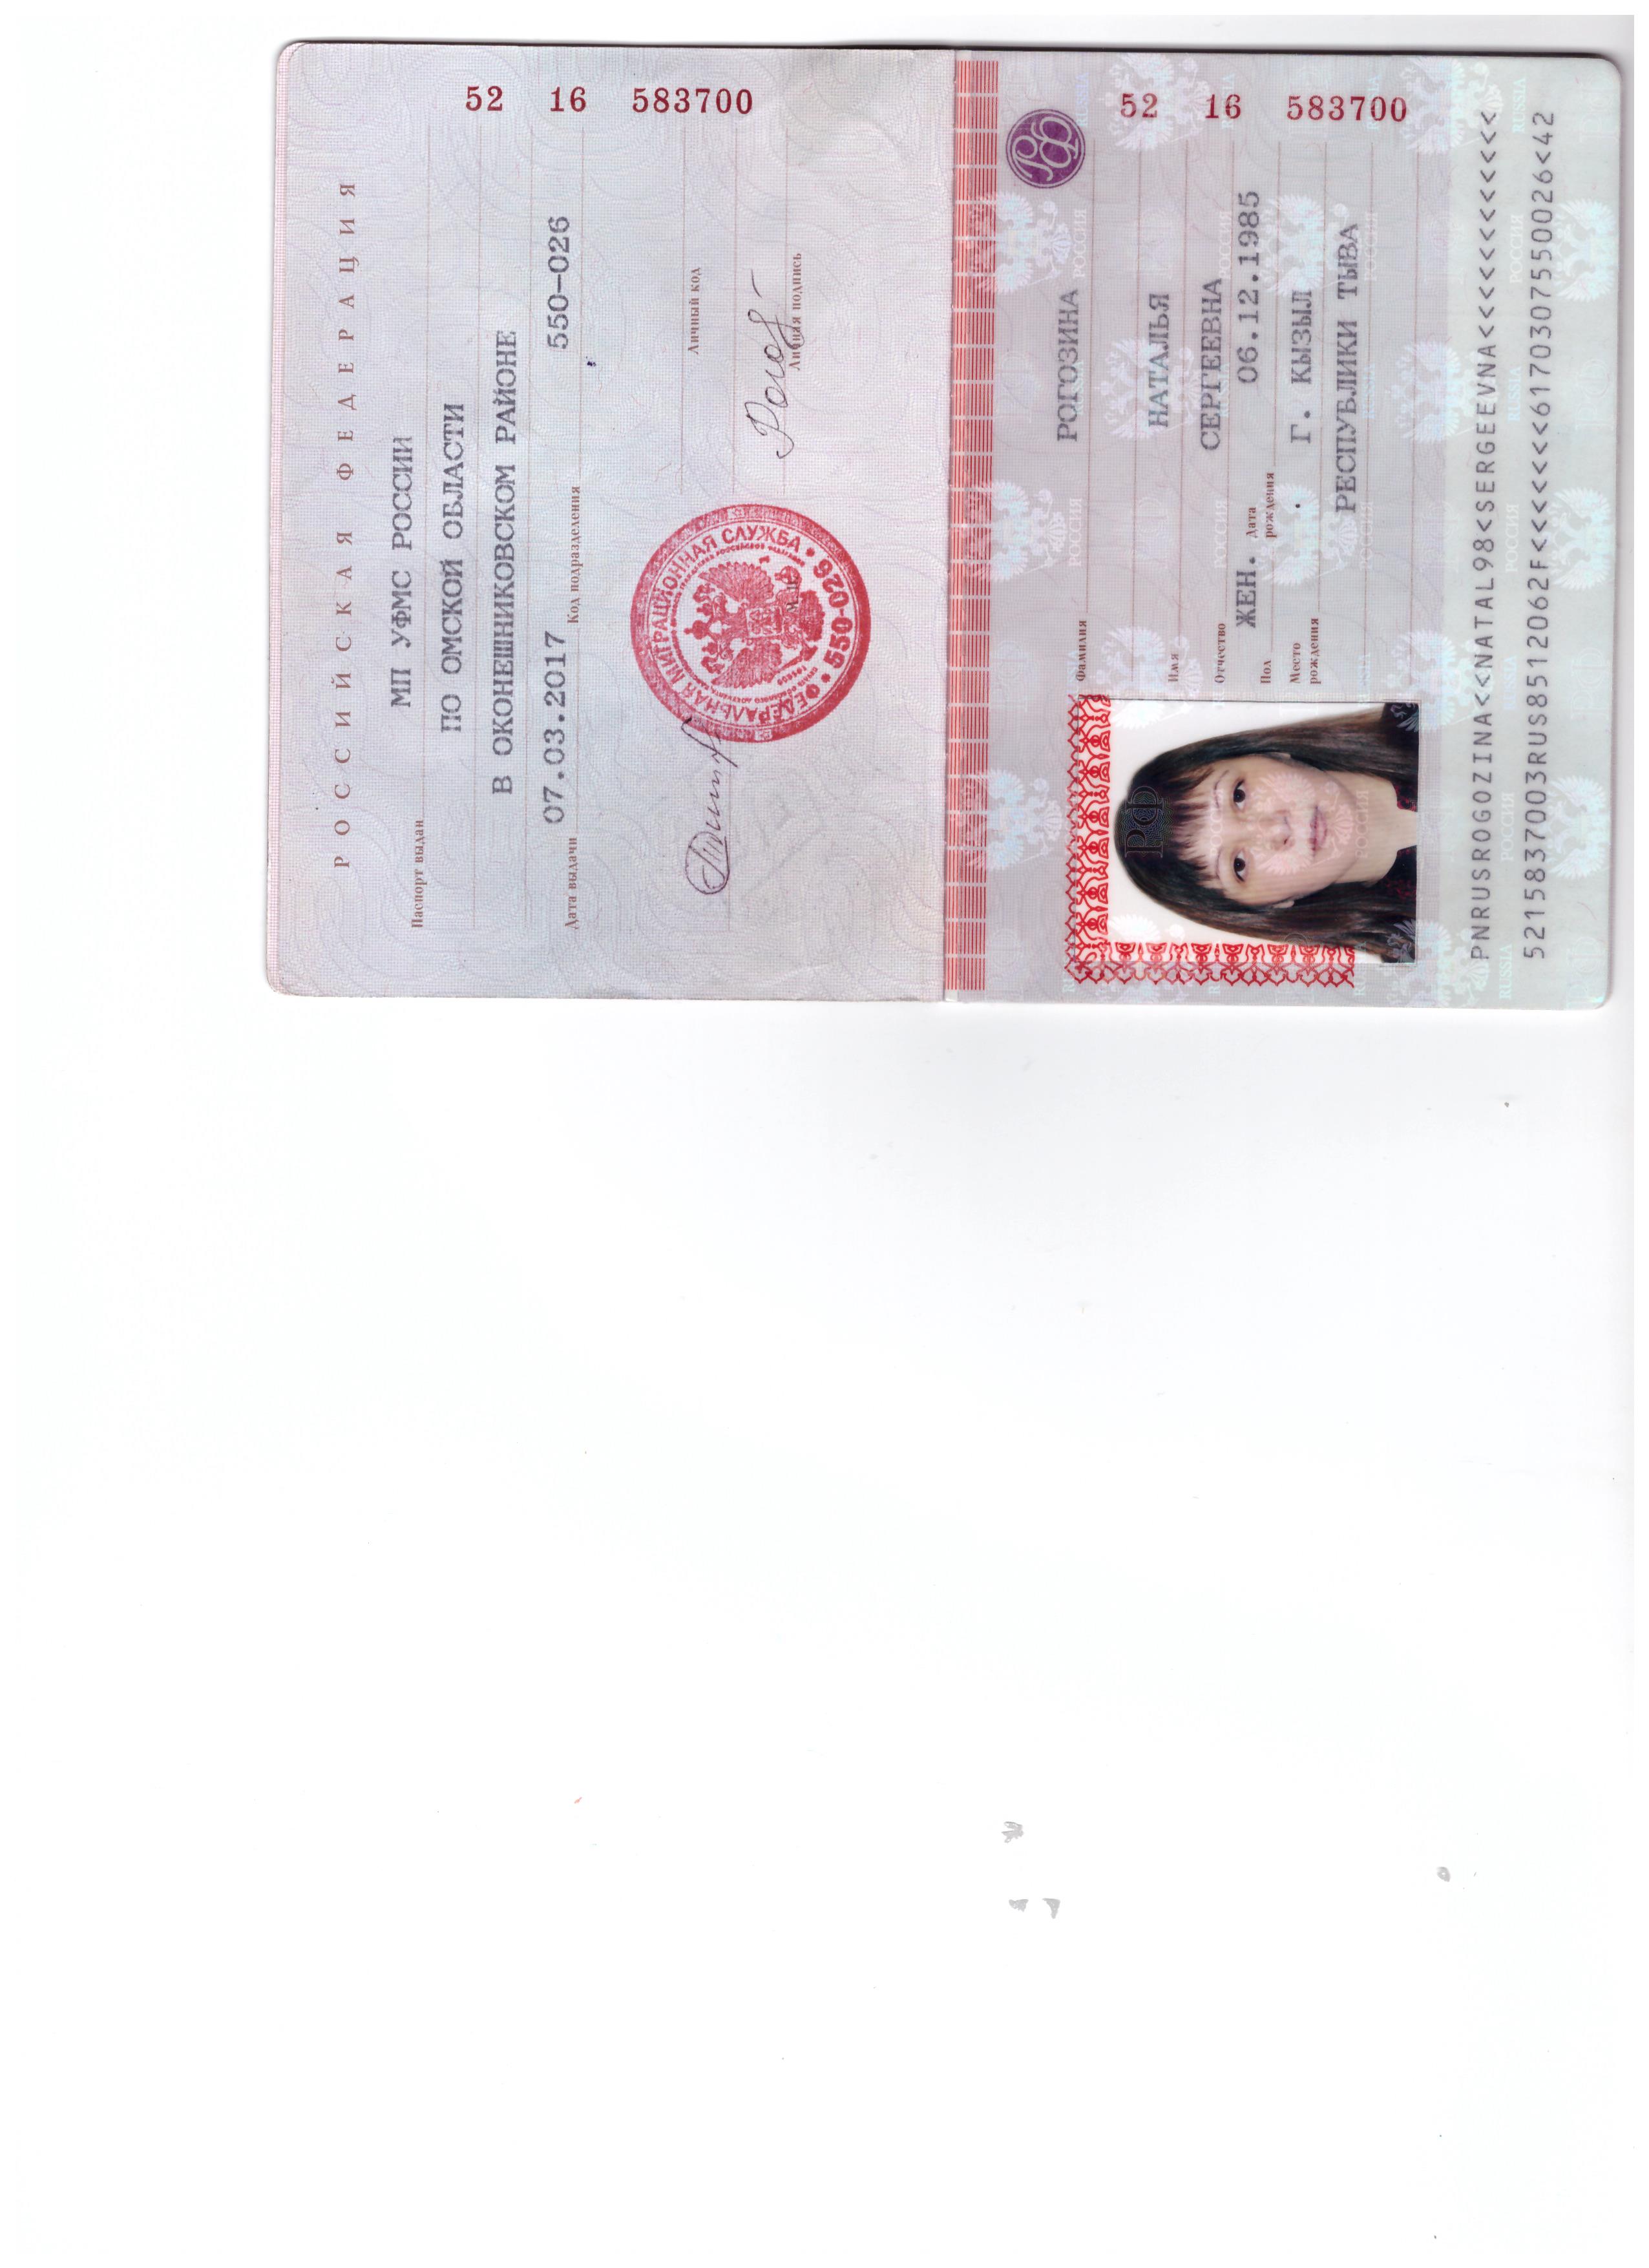 РОССИЙСКАЯ ФЕДЕРАЦИЯ
52 16 583700
Паспорт выдан
МП УФМС РОССИИ
ПО ОМСКОЙ ОБЛАСТИ
В ОКОНЕШНИКОВСКОМ РАЙОНЕ
Дата выдачи 07.03.2017 Код подразделения 550-026
Личный код
Личная подпись
ФЕДЕРАЛЬНАЯ МИГРАЦИОННАЯ СЛУЖБА • 550-026 •
52 16 583700
Фамилия РОГОЗИНА
Имя НАТАЛЬЯ
Отчество СЕРГЕЕВНА
Пол ЖЕН. Дата рождения 06.12.1985
Место рождения Г. КЫЗЫЛ
РЕСПУБЛИКИ ТЫВА
PNRUSROGOZINA<<NATAL98<SERGEEVNA<<<<<<<<<<<<
5215837003RUS8512062F<<<<<<<6170307550026<42